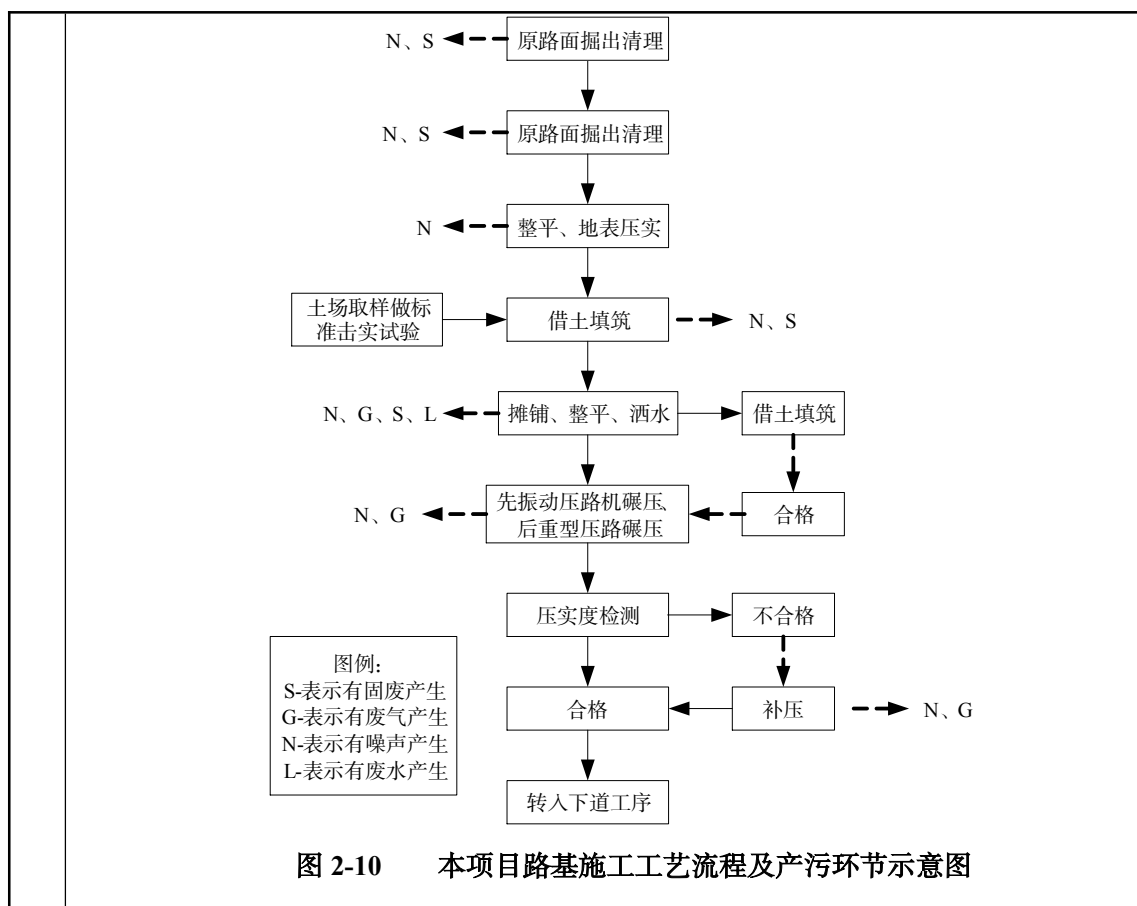 N、S
原路面掘出清理
N、S
原路面掘出清理
N
整平、地表压实
土场取样做标
准击实试验
借土填筑
N、S
N、G、S、L
摊铺、整平、洒水
借土填筑
N、G
先振动压路机碾压、
后重型压路碾压
合格
压实度检测
不合格
图例：
S-表示有固废产生
G-表示有废气产生
N-表示有噪声产生
L-表示有废水产生
合格
补压
N、G
转入下道工序
图 2-10 本项目路基施工工艺流程及产污环节示意图